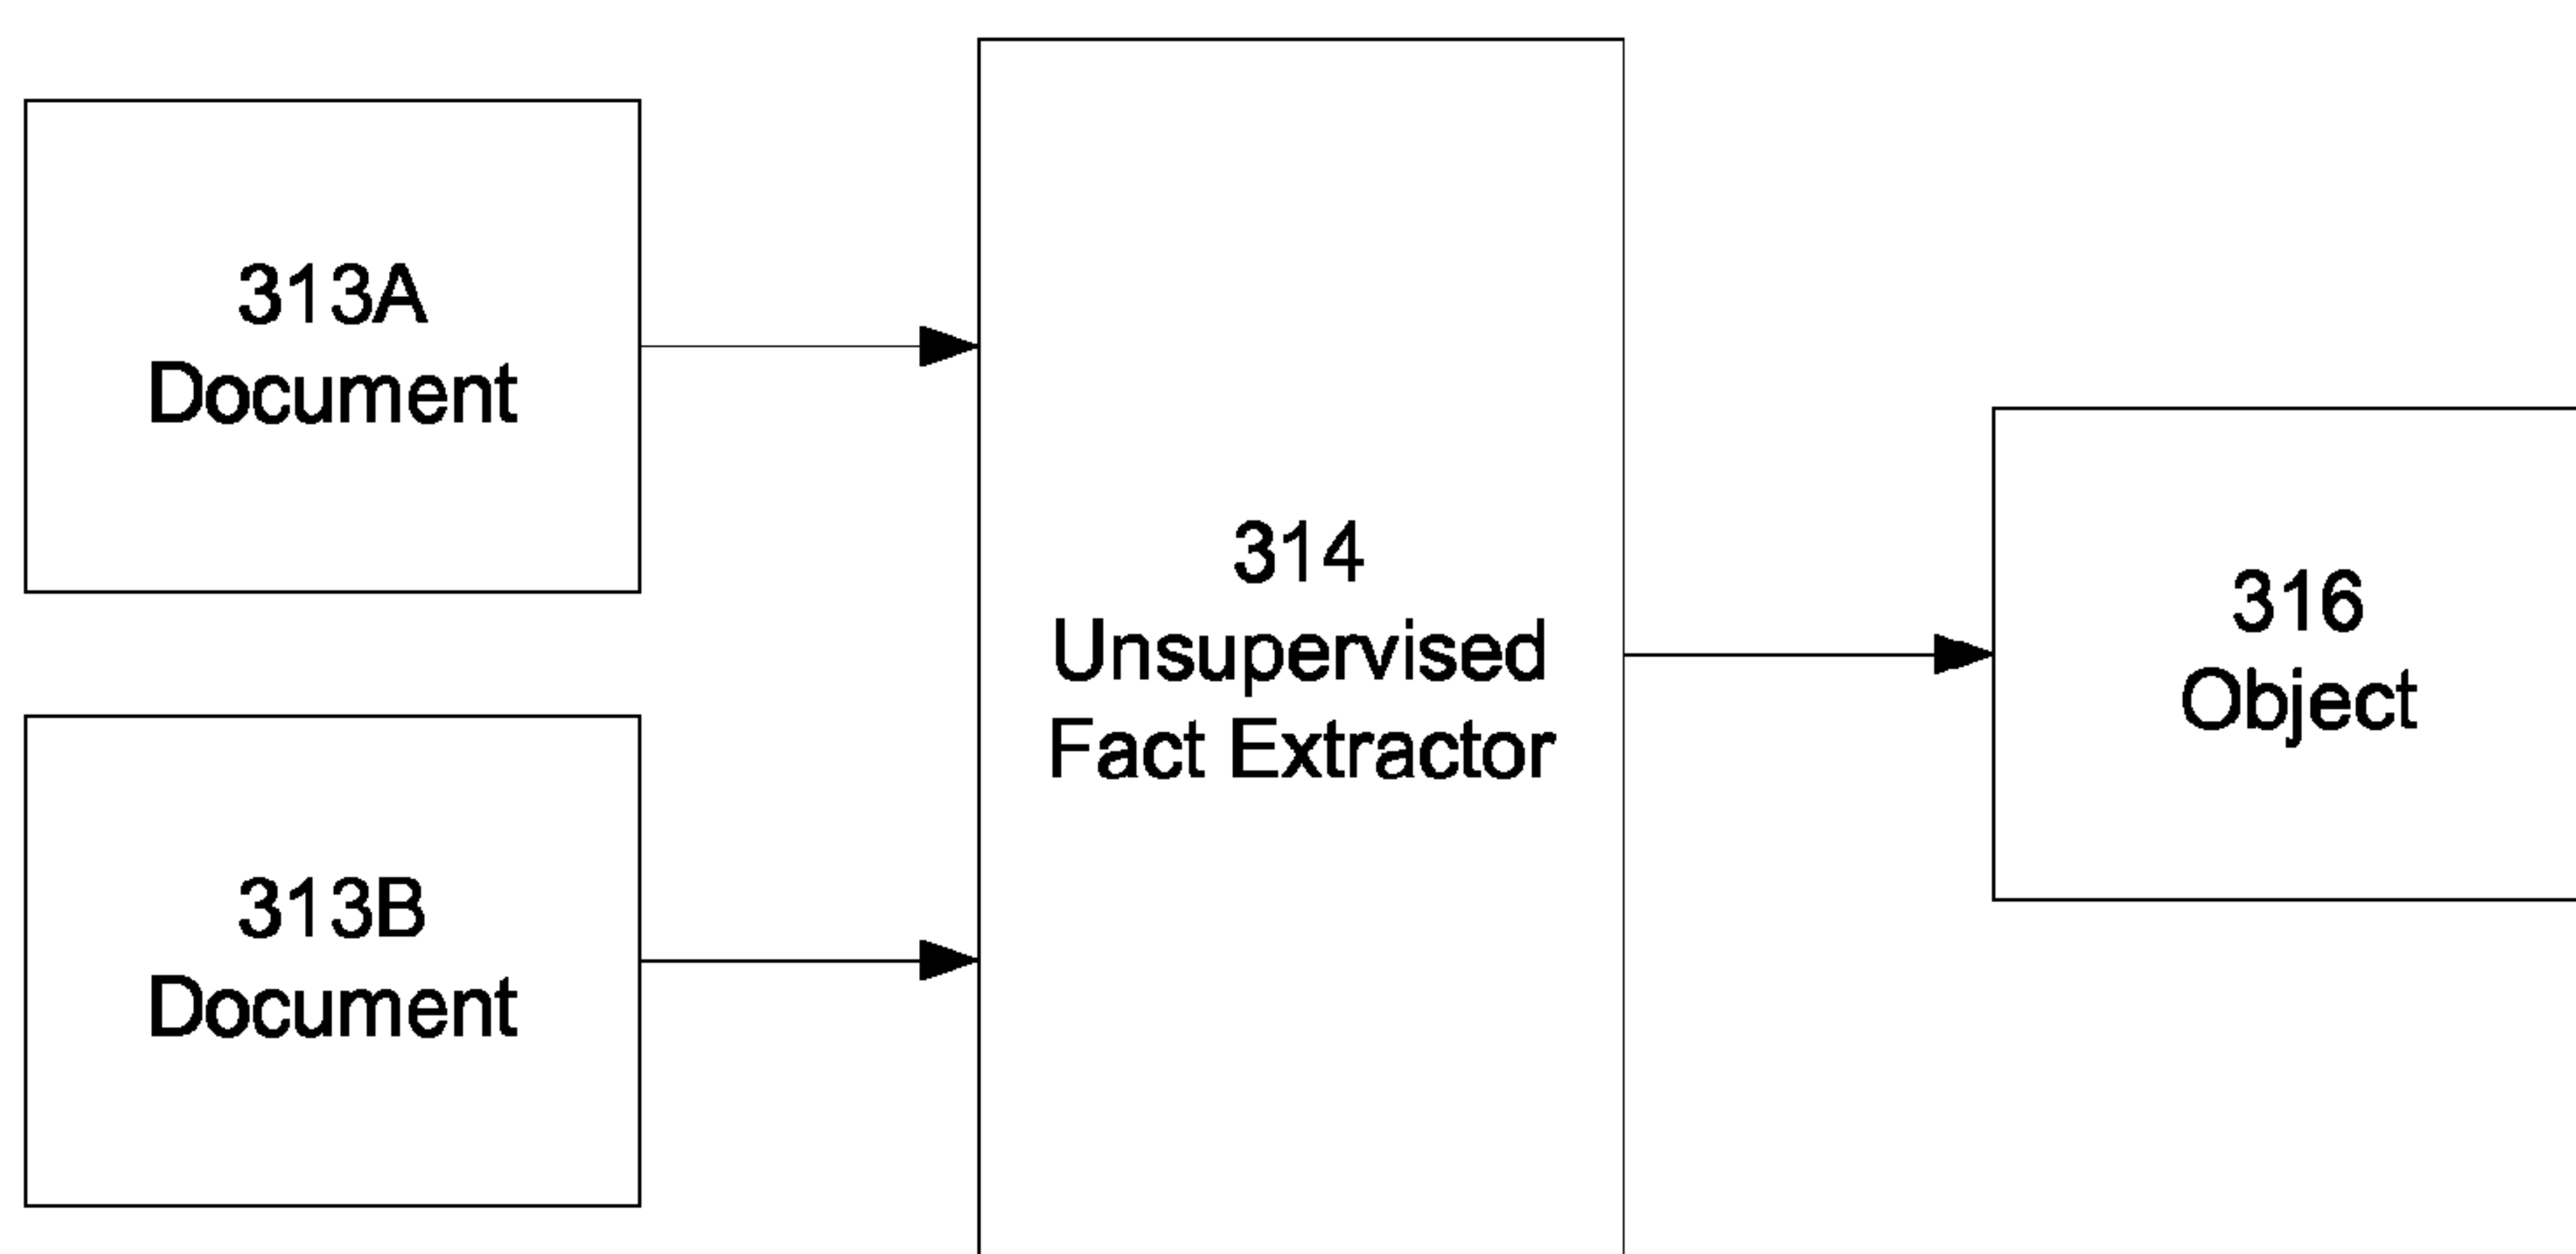 313A
Document
313B
Document
314
Unsupervised
Fact Extractor
316
Object